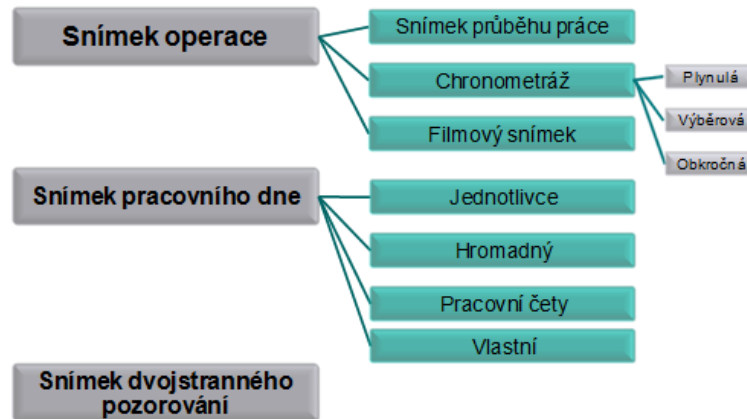 Snímek operace
Snímek průběhu práce
Chronometráž
Plynulá
Výběrová
Obkročná
Filmový snímek
Snímek pracovního dne
Jednotlivce
Hromadný
Pracovní čety
Vlastní
Snímek dvojstranného
pozorování